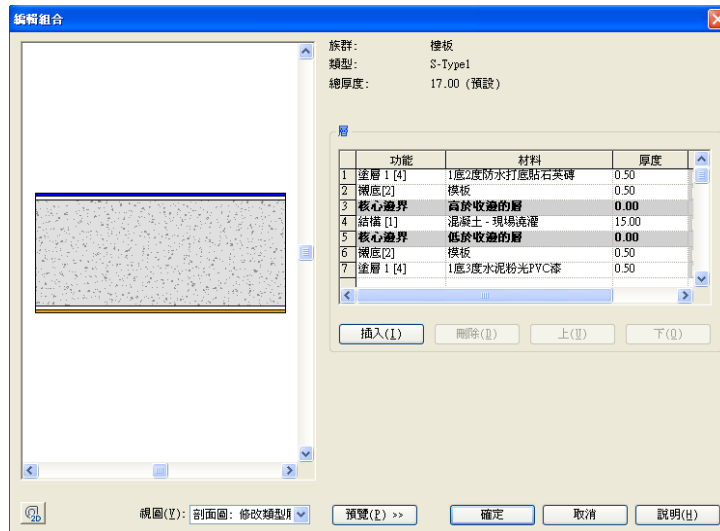 編輯組合
族群: 樓板
類型: S-Type1
總厚度: 17.00 (預設)
層
功能 材料 厚度
1 塗層 1 [4] 1底2度防水打底貼石英磚 0.50
2 襯底[2] 模板 0.50
3 核心邊界 高於收邊的層 0.00
4 結構 [1] 混凝土 - 現場澆灌 15.00
5 核心邊界 低於收邊的層 0.00
6 襯底[2] 模板 0.50
7 塗層 1 [4] 1底3度水泥粉光PVC漆 0.50
插入(I) 刪除(D) 上(U) 下(O)
2D 視圖(V): 剖面圖: 修改類型 預覽(P) >> 確定 取消 說明(H)